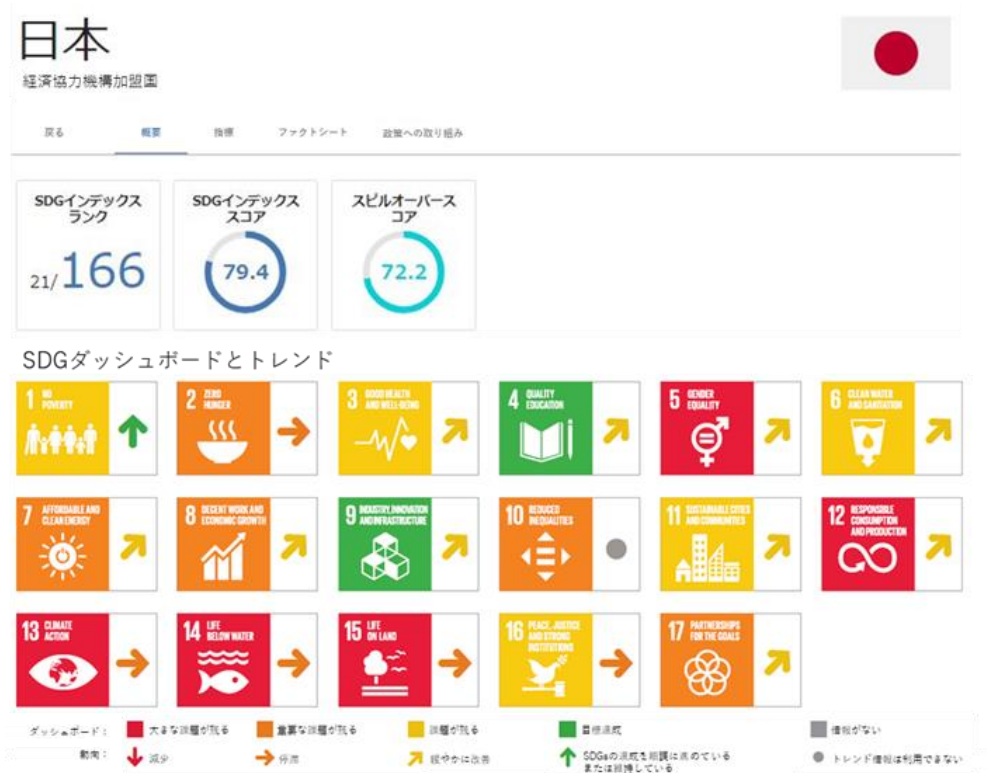 日本
経済協力機構加盟国
戻る 概要 指標 ファクトシート 政策への取り組み
SDGインデックス
ランク
21/166
SDGインデックス
スコア
79.4
スピルオーバース
コア
72.2
SDGダッシュボードとトレンド
1 NO
POVERTY
2 ZERO
HUNGER
3 GOOD HEALTH
AND WELL-BEING
4 QUALITY
EDUCATION
5 GENDER
EQUALITY
6 CLEAN WATER
AND SANITATION
7 AFFORDABLE AND
CLEAN ENERGY
8 DECENT WORK AND
ECONOMIC GROWTH
9 INDUSTRY, INNOVATION
AND INFRASTRUCTURE
10 REDUCED
INEQUALITIES
11 SUSTAINABLE CITIES
AND COMMUNITIES
12 RESPONSIBLE
CONSUMPTION
AND PRODUCTION
13 CLIMATE
ACTION
14 LIFE
BELOW WATER
15 LIFE
ON LAND
16 PEACE, JUSTICE
AND STRONG
INSTITUTIONS
17 PARTNERSHIPS
FOR THE GOALS
ダッシュボード： 大きな課題が残る 重要な課題が残る 課題が残る 目標達成 情報がない
動向： 減少 停滞 緩やかに改善 SDGsの達成を順調に進めている
または維持している
トレンド情報は利用できない